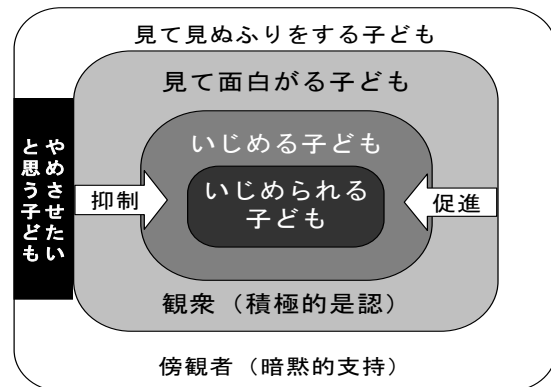 見て見ぬふりをする子ども
見て面白がる子ども
いじめる子ども
いじめられる
子ども
やめさせたい
と思う子ども
抑制
促進
観衆（積極的是認）
傍観者（暗黙的支持）